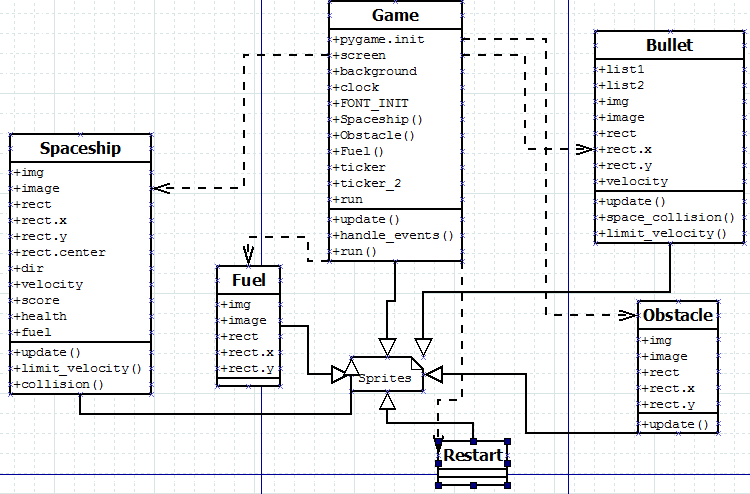 Game
+pygame.init
+screen
+background
+clock
+FONT_INIT
+Spaceship()
+Obstacle()
+Fuel()
+ticker
+ticker_2
+run
+update()
+handle_events()
+run()
Bullet
+list1
+list2
+img
+image
+rect
+rect.x
+rect.y
+velocity
+update()
+space_collision()
+limit_velocity()
Spaceship
+img
+image
+rect
+rect.x
+rect.y
+rect.center
+dir
+velocity
+score
+health
+fuel
+update()
+limit_velocity()
+collision()
Fuel
+img
+image
+rect
+rect.x
+rect.y
Obstacle
+img
+image
+rect
+rect.x
+rect.y
+update()
Sprites
Restart